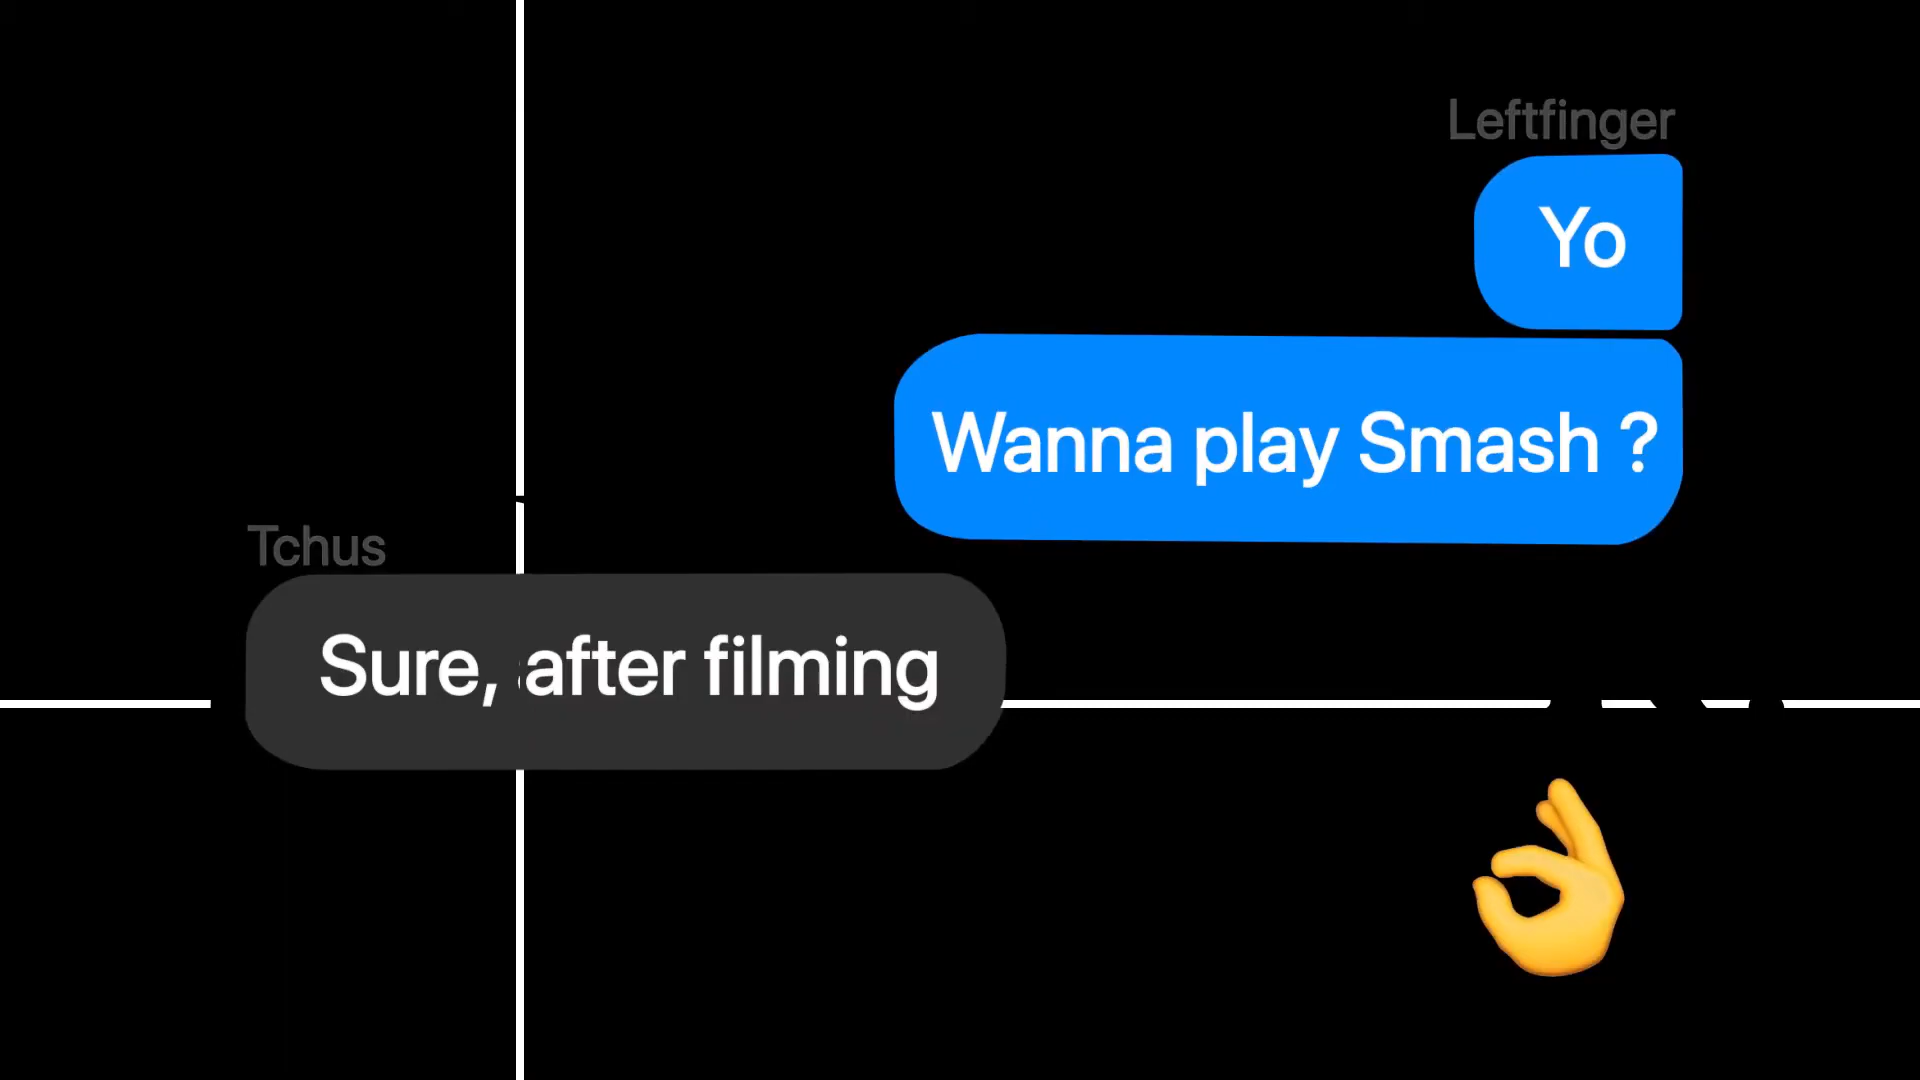 Leftfinger
Yo
Wanna play Smash ?
Tchus
Sure, after filming
👌